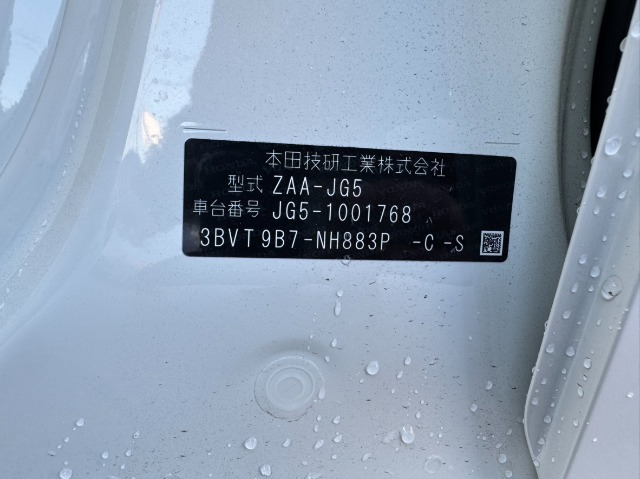 本田技研工業株式会社
型式 ZAA-JG5
車台番号 JG5-1001768
3BVT9B7-NH883P -C -S